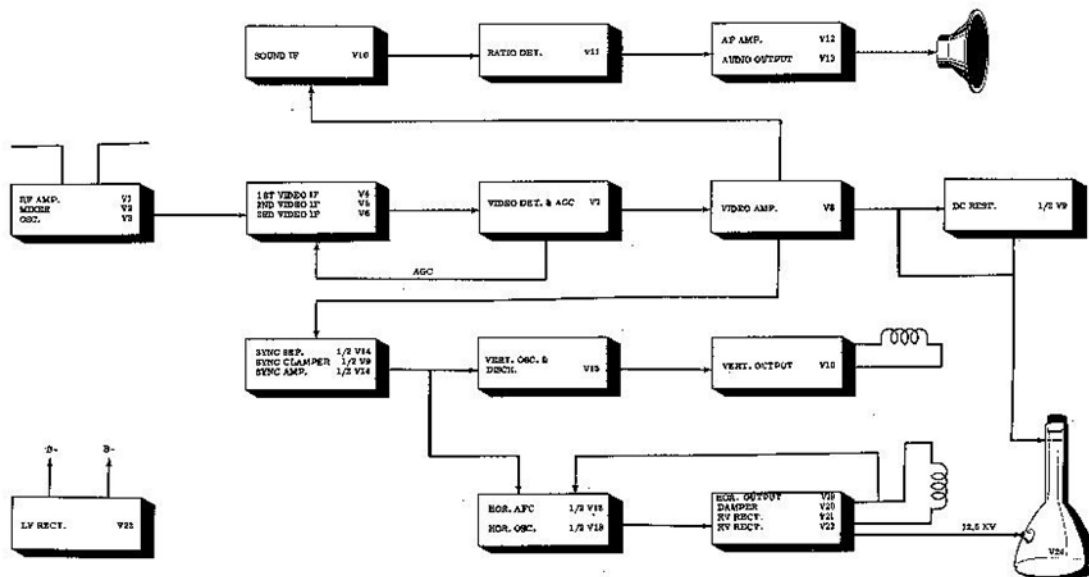 SOUND IF V10
RATIO DET. V11
AF AMP. V12
AUDIO OUTPUT V13
RF AMP. V1
MIXER V2
OSC. V3
1ST VIDEO IF V4
2ND VIDEO IF V5
3RD VIDEO IF V6
VIDEO DET. & AGC V7
VIDEO AMP. V8
DC REST. 1/2 V9
AGC
SYNC SEP. 1/2 V14
SYNC CLAMPER 1/2 V9
SYNC AMP. 1/2 V14
VERT. OSC. &
DISCH. V15
VERT. OUTPUT
B-
LV RECT.
HOR. AFC 1/2 V18
HOR. OSC. 1/2 V18
HOR. OUTPUT V19
DAMPER V20
HV RECT. V21
HV RECT. V22
12,5 KV
V24